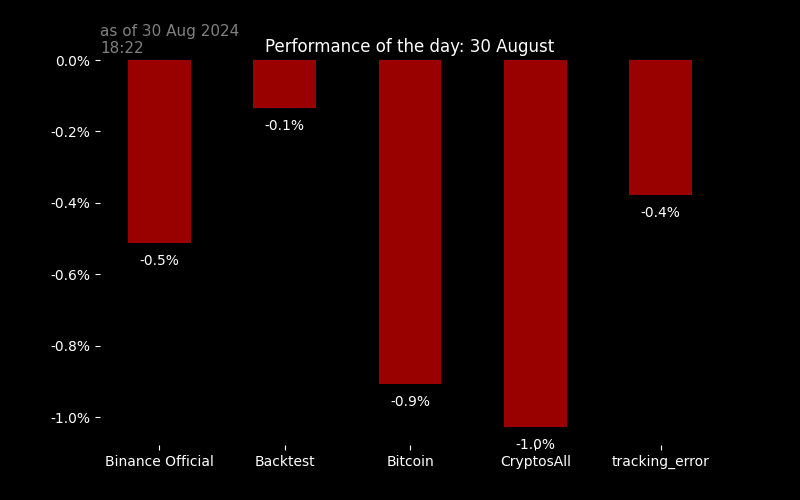 as of 30 Aug 2024
18:22
Performance of the day: 30 August
0.0%
-0.2%
-0.4%
-0.6%
-0.8%
-1.0%
-0.5%
-0.1%
-0.9%
-1.0%
-0.4%
Binance Official
Backtest
Bitcoin
CryptosAll
tracking_error